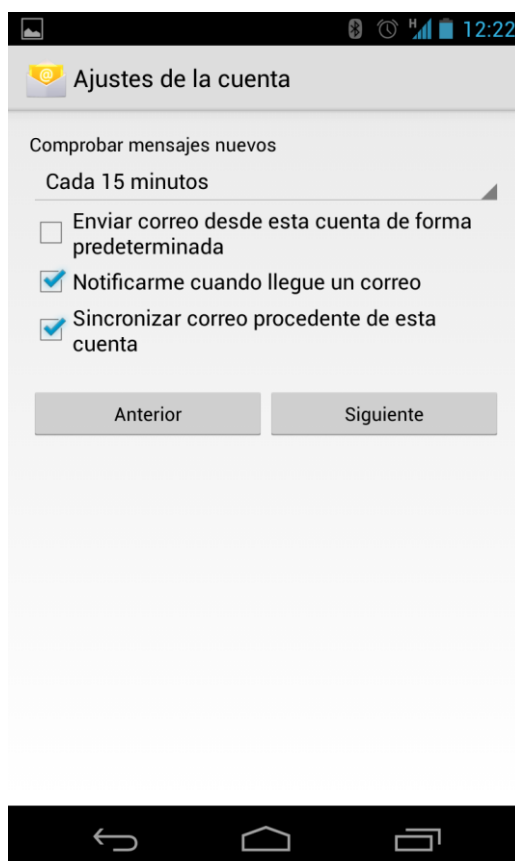 H 12:22
Ajustes de la cuenta
Comprobar mensajes nuevos
Cada 15 minutos
Enviar correo desde esta cuenta de forma
predeterminada
Notificarme cuando llegue un correo
Sincronizar correo procedente de esta
cuenta
Anterior Siguiente